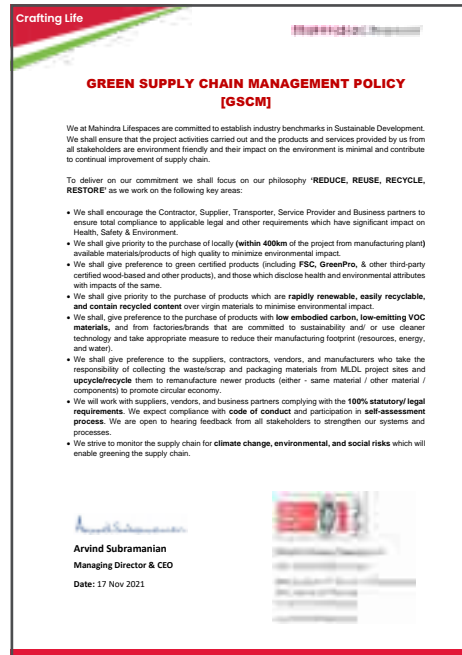 Crafting Life
GREEN SUPPLY CHAIN MANAGEMENT POLICY
[GSCM]
We at Mahindra Lifespaces are committed to establish industry benchmarks in Sustainable Development.
We shall ensure that the project activities carried out and the products and services provided by us from
all stakeholders are environment friendly and their impact on the environment is minimal and contribute
to continual improvement of supply chain.
To deliver on our commitment we shall focus on our philosophy ‘REDUCE, REUSE, RECYCLE,
RESTORE’ as we work on the following key areas:
• We shall encourage the Contractor, Supplier, Transporter, Service Provider and Business partners to
ensure total compliance to applicable legal and other requirements which have significant impact on
Health, Safety & Environment.
• We shall give priority to the purchase of locally (within 400km of the project from manufacturing plant)
available materials/products of high quality to minimize environmental impact.
• We shall give preference to green certified products (including FSC, GreenPro, & other third-party
certified wood-based and other products), and those which disclose health and environmental attributes
with impacts of the same.
• We shall give priority to the purchase of products which are rapidly renewable, easily recyclable,
and contain recycled content over virgin materials to minimise environmental impact.
• We shall, give preference to the purchase of products with low embodied carbon, low-emitting VOC
materials, and from factories/brands that are committed to sustainability and/ or use cleaner
technology and take appropriate measure to reduce their manufacturing footprint (resources, energy,
and water).
• We shall give preference to the suppliers, contractors, vendors, and manufacturers who take the
responsibility of collecting the waste/scrap and packaging materials from MLDL project sites and
upcycle/recycle them to remanufacture newer products (either - same material / other material /
components) to promote circular economy.
• We will work with suppliers, vendors, and business partners complying with the 100% statutory/ legal
requirements. We expect compliance with code of conduct and participation in self-assessment
process. We are open to hearing feedback from all stakeholders to strengthen our systems and
processes.
• We strive to monitor the supply chain for climate change, environmental, and social risks which will
enable greening the supply chain.
Arvind Subramanian
Managing Director & CEO
Date: 17 Nov 2021